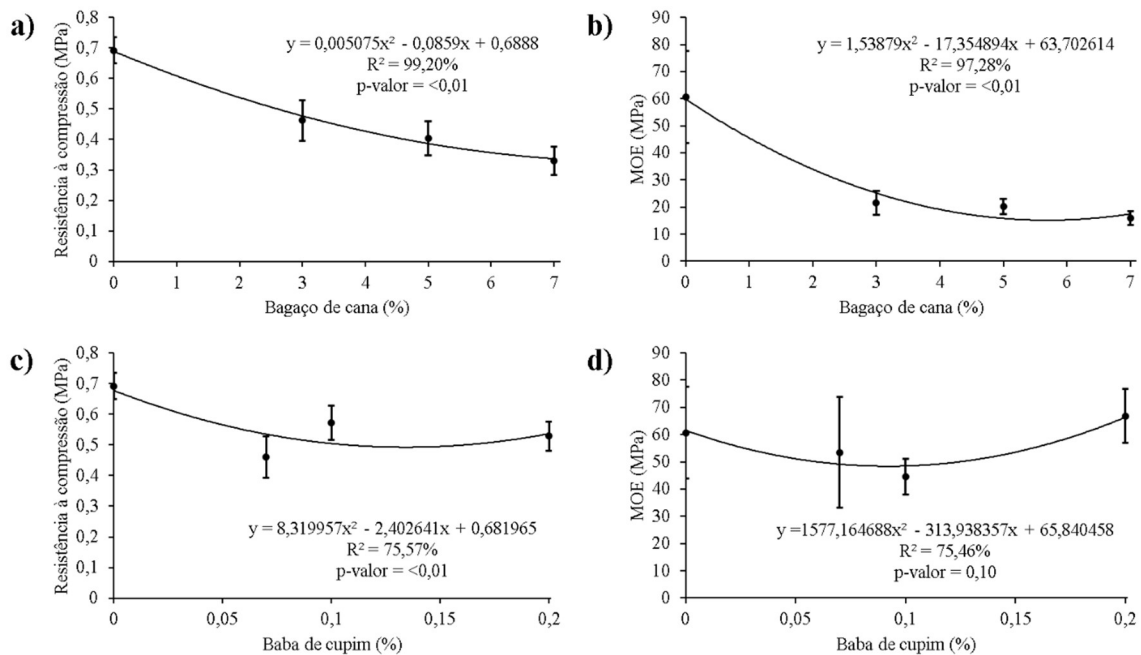 a)
Resistência à compressão (MPa)
0,8
0,7
0,6
0,5
0,4
0,3
0,2
0,1
0
y = 0,005075x² - 0,0859x + 0,6888
R² = 99,20%
p-valor = <0,01
0 1 2 3 4 5 6 7
Bagaço de cana (%)
b)
MOE (MPa)
90
80
70
60
50
40
30
20
10
0
y = 1,53879x² - 17,354894x + 63,702614
R² = 97,28%
p-valor = <0,01
0 1 2 3 4 5 6 7
Bagaço de cana (%)
c)
Resistência à compressão (MPa)
0,8
0,7
0,6
0,5
0,4
0,3
0,2
0,1
0
y = 8,319957x² - 2,402641x + 0,681965
R² = 75,57%
p-valor = <0,01
0 0,05 0,1 0,15 0,2
Baba de cupim (%)
d)
MOE (MPa)
90
80
70
60
50
40
30
20
10
0
y =1577,164688x² - 313,938357x + 65,840458
R² = 75,46%
p-valor = 0,10
0 0,05 0,1 0,15 0,2
Baba de cupim (%)